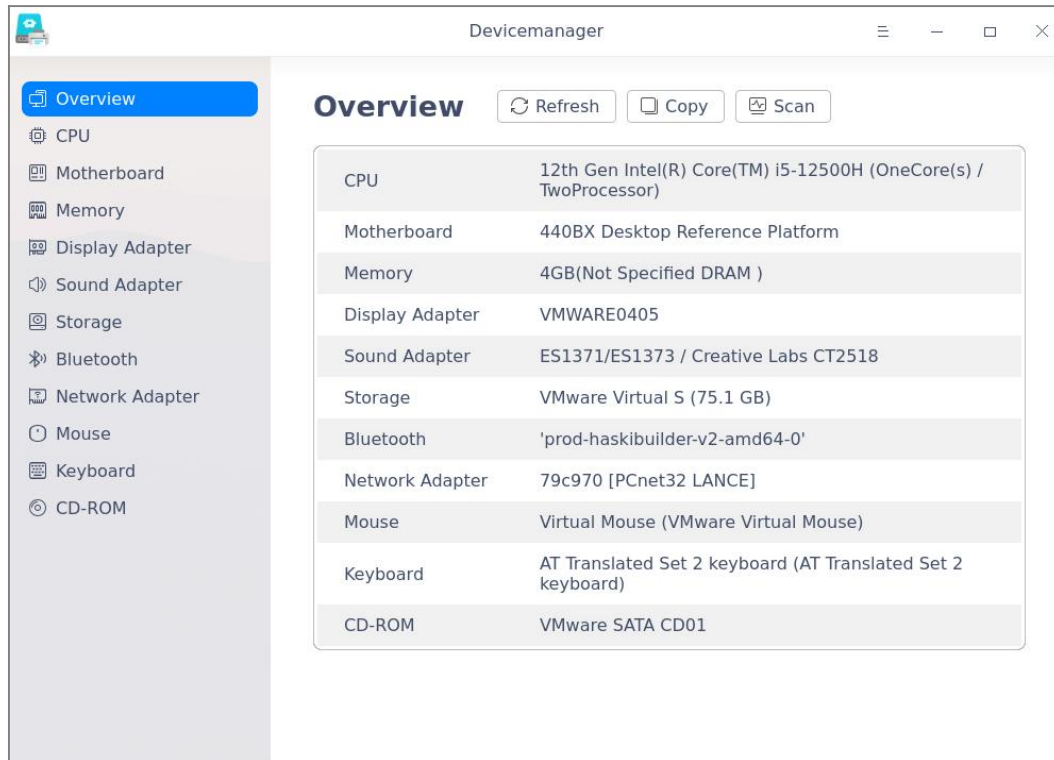 Devicemanager
Overview
CPU
Motherboard
Memory
Display Adapter
Sound Adapter
Storage
Bluetooth
Network Adapter
Mouse
Keyboard
CD-ROM
Overview Refresh Copy Scan
CPU 12th Gen Intel(R) Core(TM) i5-12500H (OneCore(s) /
TwoProcessor)
Motherboard 440BX Desktop Reference Platform
Memory 4GB(Not Specified DRAM )
Display Adapter VMWARE0405
Sound Adapter ES1371/ES1373 / Creative Labs CT2518
Storage VMware Virtual S (75.1 GB)
Bluetooth 'prod-haskibuilder-v2-amd64-0'
Network Adapter 79c970 [PCnet32 LANCE]
Mouse Virtual Mouse (VMware Virtual Mouse)
Keyboard AT Translated Set 2 keyboard (AT Translated Set 2
keyboard)
CD-ROM VMware SATA CD01